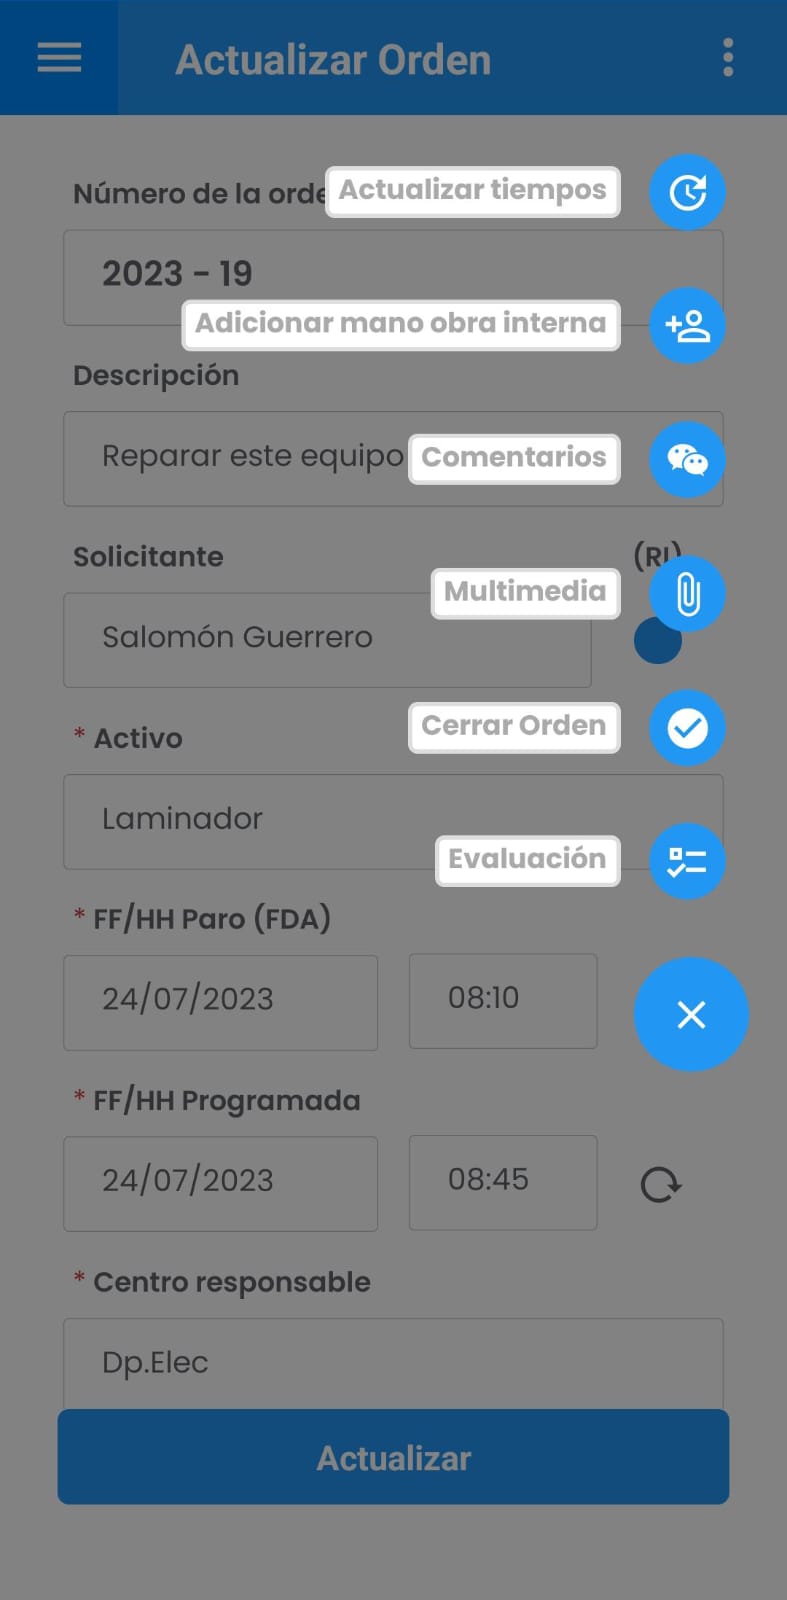 Actualizar Orden
Número de la orde
Actualizar tiempos
2023 - 19
Adicionar mano obra interna
Descripción
Reparar este equipo
Comentarios
Solicitante
(RI)
Multimedia
Salomón Guerrero
Cerrar Orden
* Activo
Laminador
Evaluación
* FF/HH Paro (FDA)
24/07/2023
08:10
* FF/HH Programada
24/07/2023
08:45
* Centro responsable
Dp.Elec
Actualizar